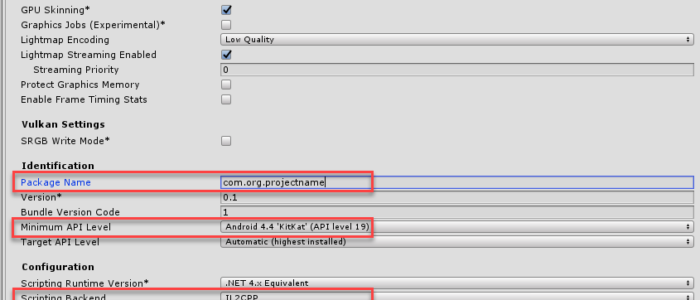 GPU Skinning*
Graphics Jobs (Experimental)*
Lightmap Encoding Low Quality
Lightmap Streaming Enabled
Streaming Priority 0
Protect Graphics Memory
Enable Frame Timing Stats
Vulkan Settings
SRGB Write Mode*
Identification
Package Name com.org.projectname
Version* 0.1
Bundle Version Code 1
Minimum API Level Android 4.4 'KitKat' (API level 19)
Target API Level Automatic (highest installed)
Configuration
Scripting Runtime Version* .NET 4.x Equivalent
Scripting Backend IL2CPP